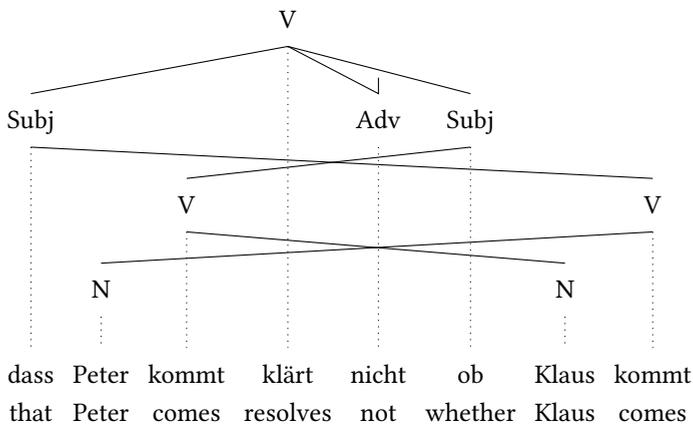 V
Subj Adv Subj
V V
N N
dass Peter kommt klärt nicht ob Klaus kommt
that Peter comes resolves not whether Klaus comes